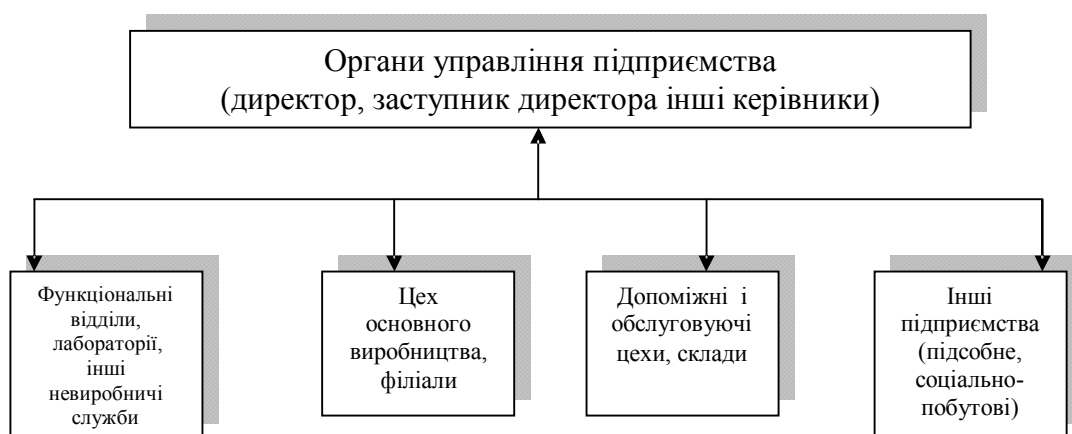 Органи управління підприємства
(директор, заступник директора інші керівники)
Функціональні
відділи,
лабораторії,
інші
невиробничі
служби
Цех
основного
виробництва,
філіали
Допоміжні і
обслуговуючі
цехи, склади
Інші
підприємства
(підсобне,
соціально-
побутові)